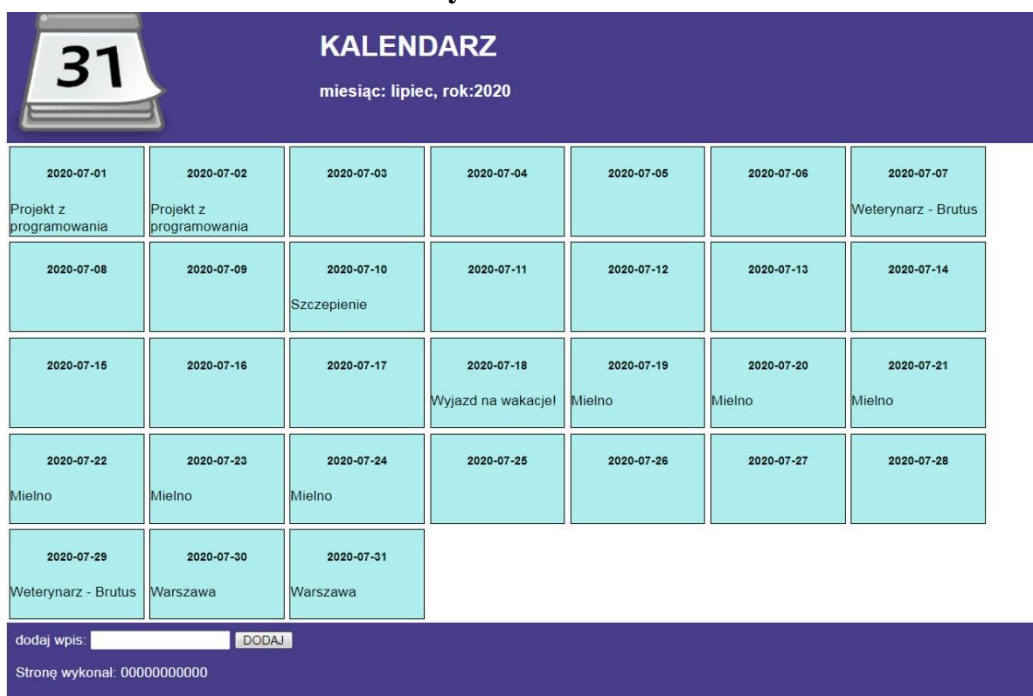 31
KALENDARZ
miesiąc: lipiec, rok:2020
2020-07-01
Projekt z
programowania
2020-07-02
Projekt z
programowania
2020-07-03
2020-07-04
2020-07-05
2020-07-06
2020-07-07
Weterynarz - Brutus
2020-07-08
2020-07-09
2020-07-10
Szczepienie
2020-07-11
2020-07-12
2020-07-13
2020-07-14
2020-07-15
2020-07-16
2020-07-17
2020-07-18
Wyjazd na wakacje!
2020-07-19
Mielno
2020-07-20
Mielno
2020-07-21
Mielno
2020-07-22
Mielno
2020-07-23
Mielno
2020-07-24
Mielno
2020-07-25
2020-07-26
2020-07-27
2020-07-28
2020-07-29
Weterynarz - Brutus
2020-07-30
Warszawa
2020-07-31
Warszawa
dodaj wpis: DODAJ
Stronę wykonał: 00000000000